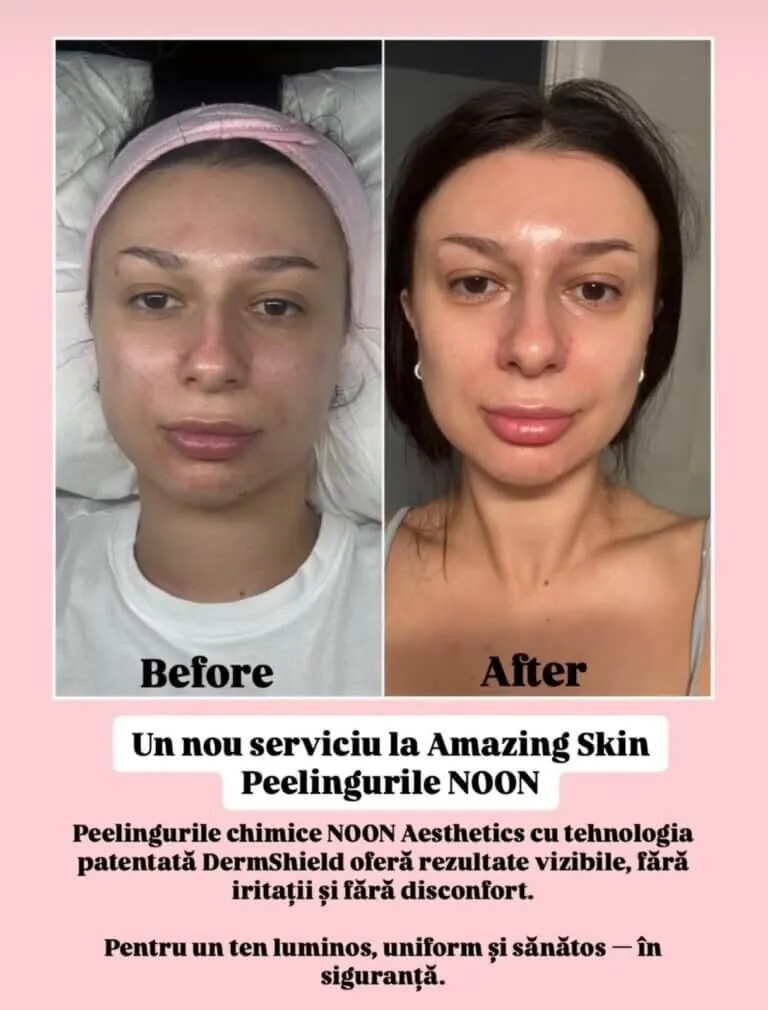 Before
After
Un nou serviciu la Amazing Skin
Peelingurile NOON
Peelingurile chimice NOON Aesthetics cu tehnologia
patentată DermShield oferă rezultate vizibile, fără
iritații și fără disconfort.
Pentru un ten luminos, uniform și sănătos — în
siguranță.